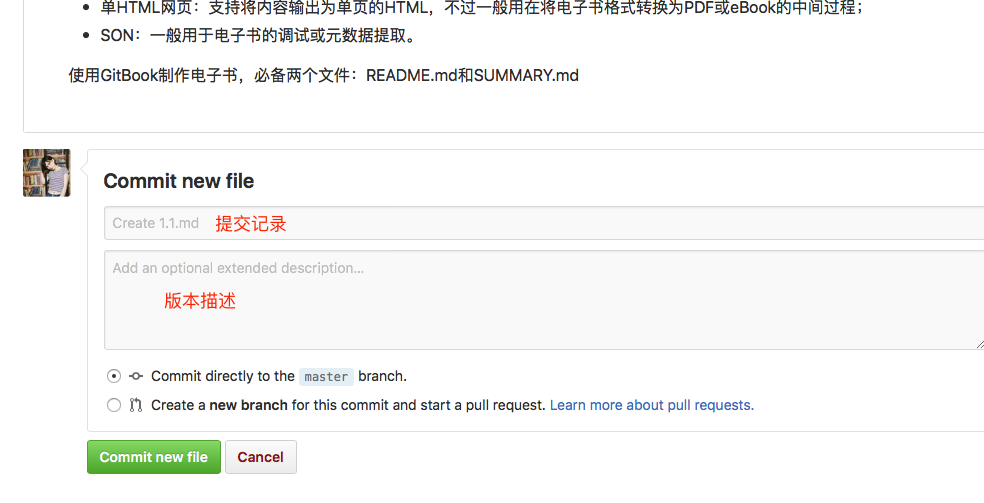 单HTML网页：支持将内容输出为单页的HTML，不过一般用在将电子书格式转换为PDF或eBook的中间过程；
SON：一般用于电子书的调试或元数据提取。
使用GitBook制作电子书，必备两个文件：README.md和SUMMARY.md
Commit new file
Create 1.1.md 提交记录
Add an optional extended description...
版本描述
Commit directly to the master branch.
Create a new branch for this commit and start a pull request. Learn more about pull requests.
Commit new file Cancel